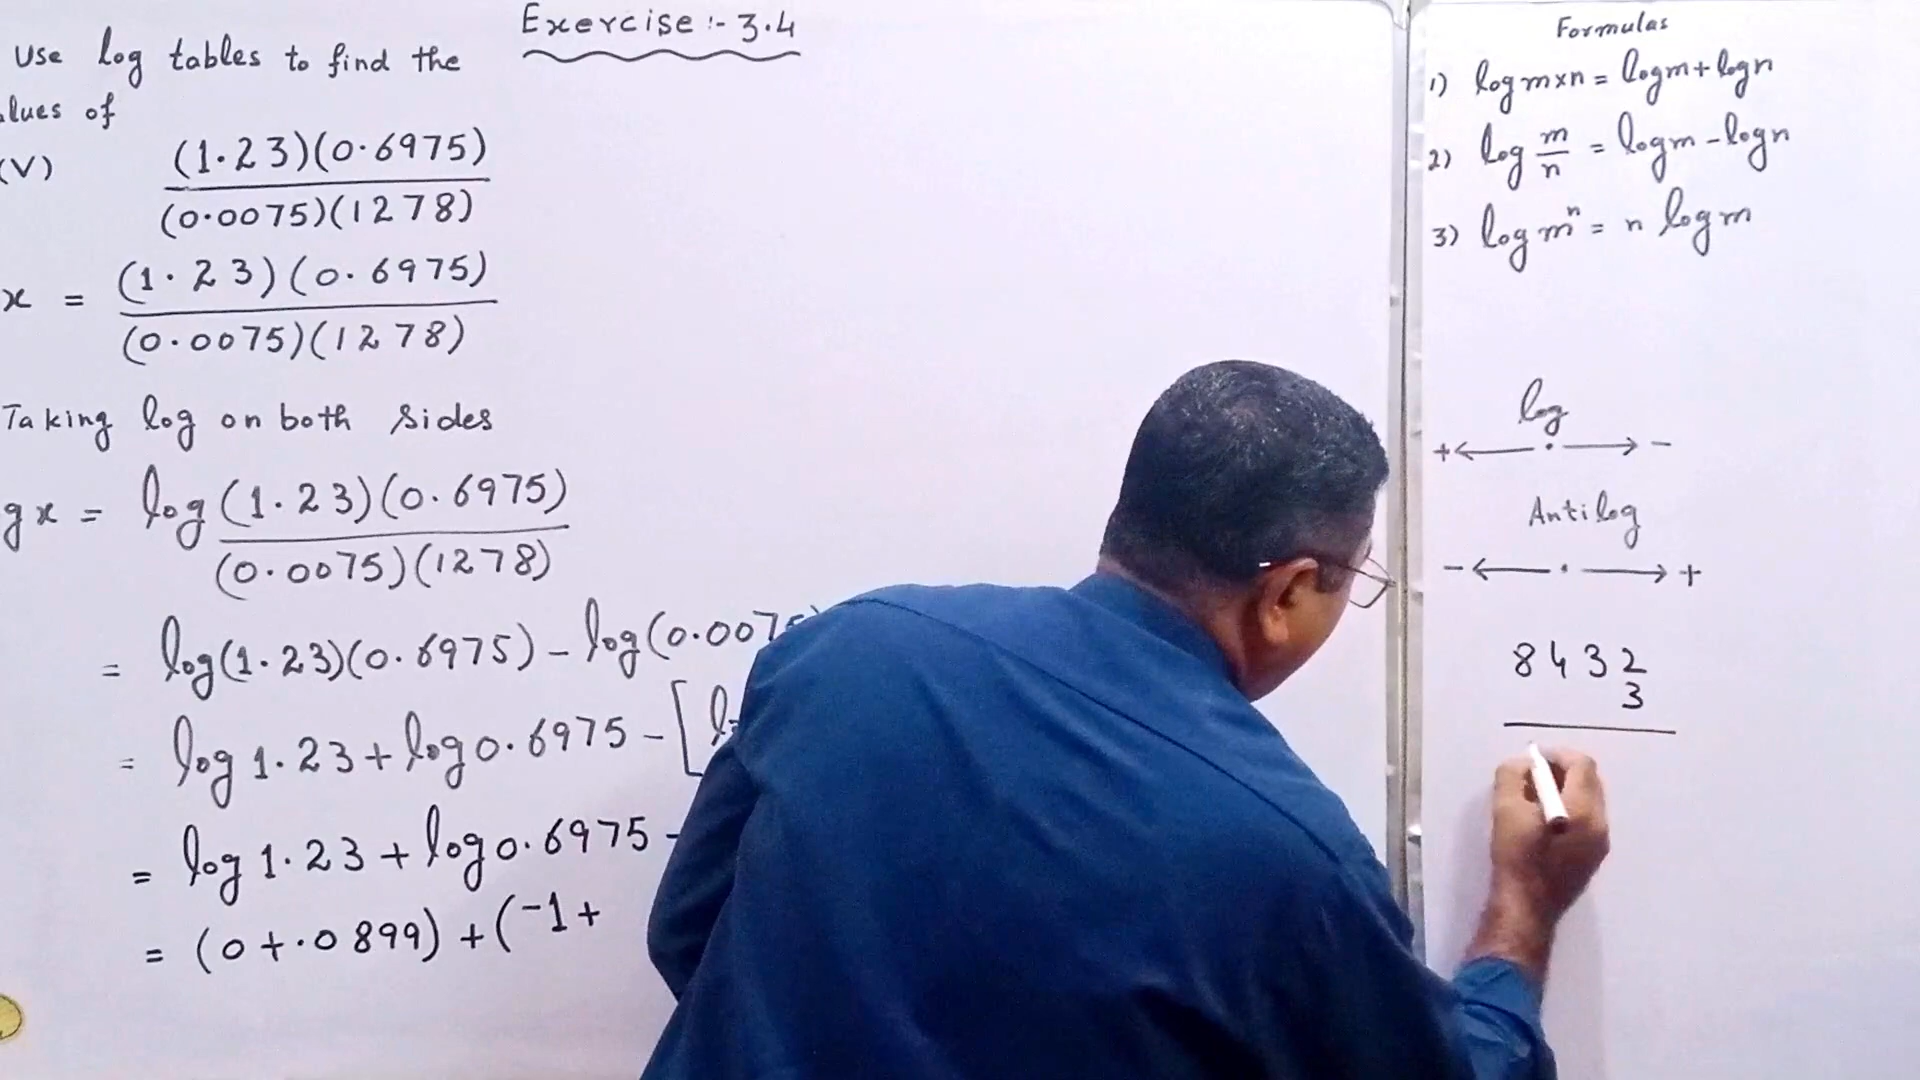 Exercise :- 3.4
Use log tables to find the
alues of
(V) (1.23)(0.6975)
(0.0075)(1278)
x = (1.23)(0.6975)
(0.0075)(1278)
Taking log on both sides
gx = log (1.23)(0.6975)
(0.0075)(1278)
= log(1.23)(0.6975) - log(0.0075)
= log 1.23 + log 0.6975 - [l
= log 1.23 + log 0.6975 -
= (0 + .0899) + (-1 +
Formulas
1) log m×n = log m + log n
2) log m/n = log m - log n
3) log mⁿ = n log m
log
+ ← . → -
Antilog
- ← . → +
8432
3